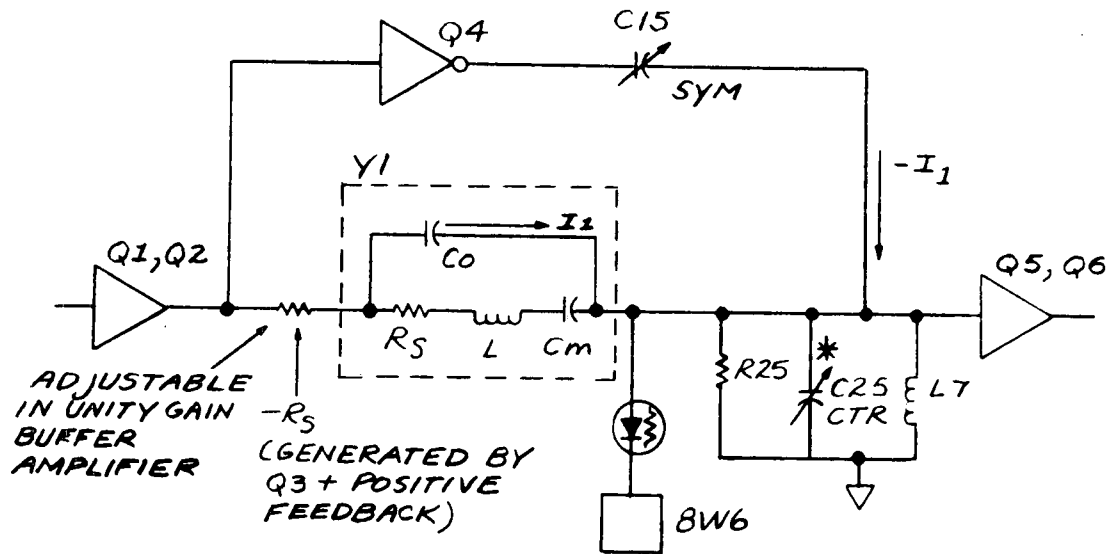 Q4
C15
SYM
Y1
-I1
I1
Co
Q1, Q2
Q5, Q6
RS
L
Cm
R25
*
C25
CTR
L7
ADJUSTABLE
IN UNITY GAIN
BUFFER
AMPLIFIER
-RS
(GENERATED BY
Q3 + POSITIVE
FEEDBACK)
BW6